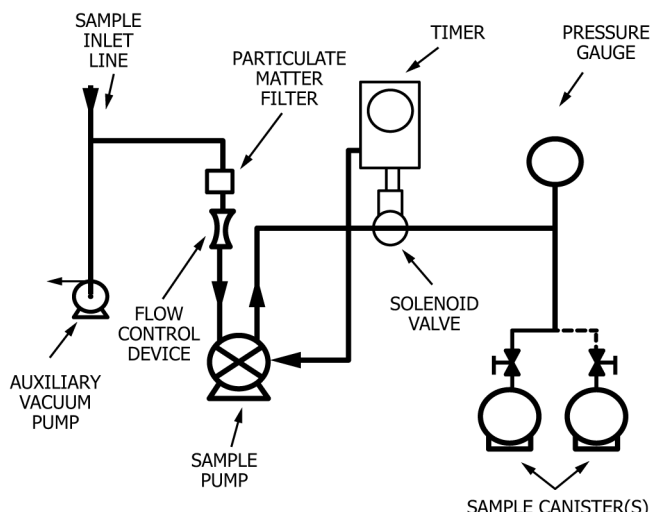 SAMPLE
INLET
LINE
PARTICULATE
MATTER
FILTER
TIMER
PRESSURE
GAUGE
FLOW
CONTROL
DEVICE
SOLENOID
VALVE
AUXILIARY
VACUUM
PUMP
SAMPLE
PUMP
SAMPLE CANISTER(S)